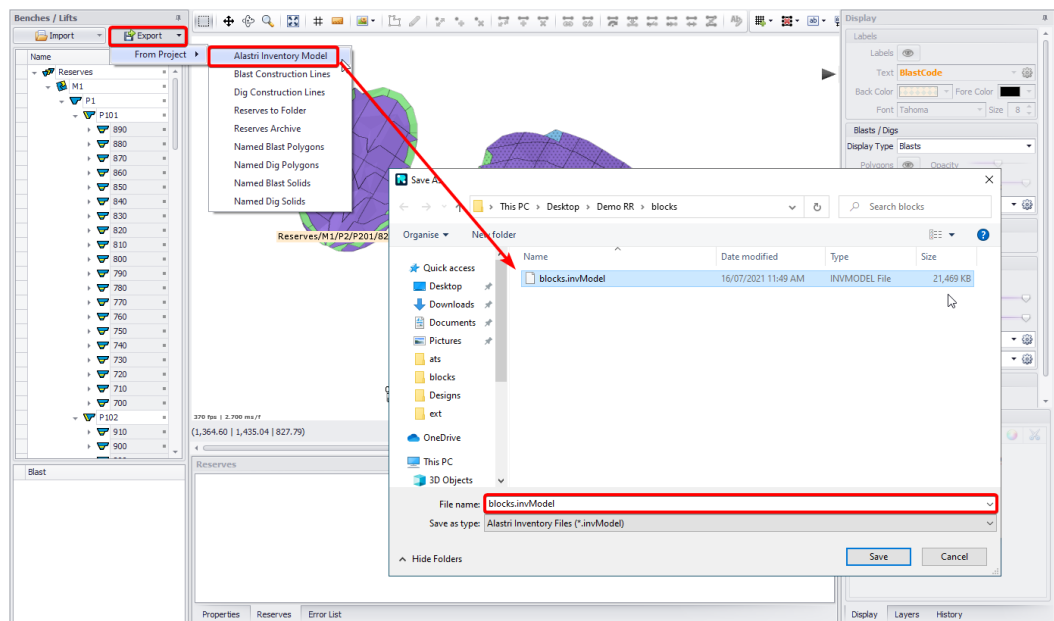 Benches / Lifts
Import
Export
Name
From Project
Alastri Inventory Model
Blast Construction Lines
Dig Construction Lines
Reserves to Folder
Reserves Archive
Named Blast Polygons
Named Dig Polygons
Named Blast Solids
Named Dig Solids
Reserves
M1
P1
P101
890
880
870
860
850
840
830
820
810
800
790
780
770
760
750
740
730
720
710
700
P102
910
900
Blast
Reserves/M1/P2/P201/82
370 fps | 2.700 ms/f
(1,364.60 | 1,435.04 | 827.79)
Reserves
Properties Reserves Error List
Save As
This PC > Desktop > Demo RR > blocks
Search blocks
Organise New folder
Name Date modified Type Size
blocks.invModel 16/07/2021 11:49 AM INVMODEL File 21,469 KB
Quick access
Desktop
Downloads
Documents
Pictures
ats
blocks
Designs
ext
OneDrive
This PC
3D Objects
File name: blocks.invModel
Save as type: Alastri Inventory Files (*.invModel)
Hide Folders
Save Cancel
Display
Labels
Labels
Text BlastCode
Back Color Fore Color
Font Tahoma Size 8
Blasts / Digs
Display Type Blasts
Polygons Opacity
Display Layers History